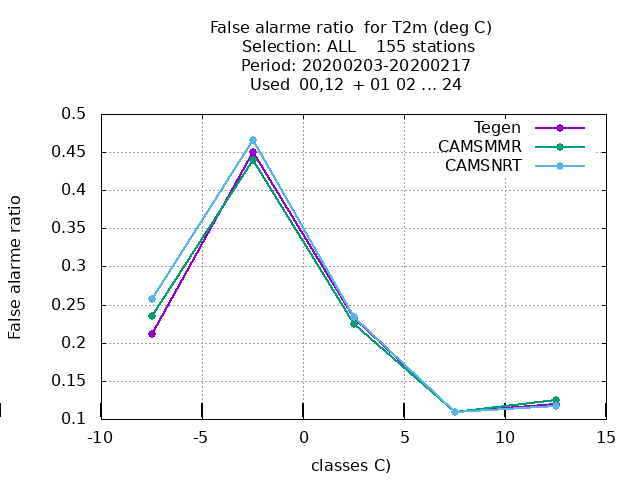 False alarme ratio  for T2m (deg C)
Selection: ALL    155 stations
Period: 20200203-20200217
Used  00,12  + 01 02 ... 24
Tegen
CAMSMMR
CAMSNRT
False alarme ratio
0.5
0.45
0.4
0.35
0.3
0.25
0.2
0.15
0.1
-10 -5 0 5 10 15
classes C)